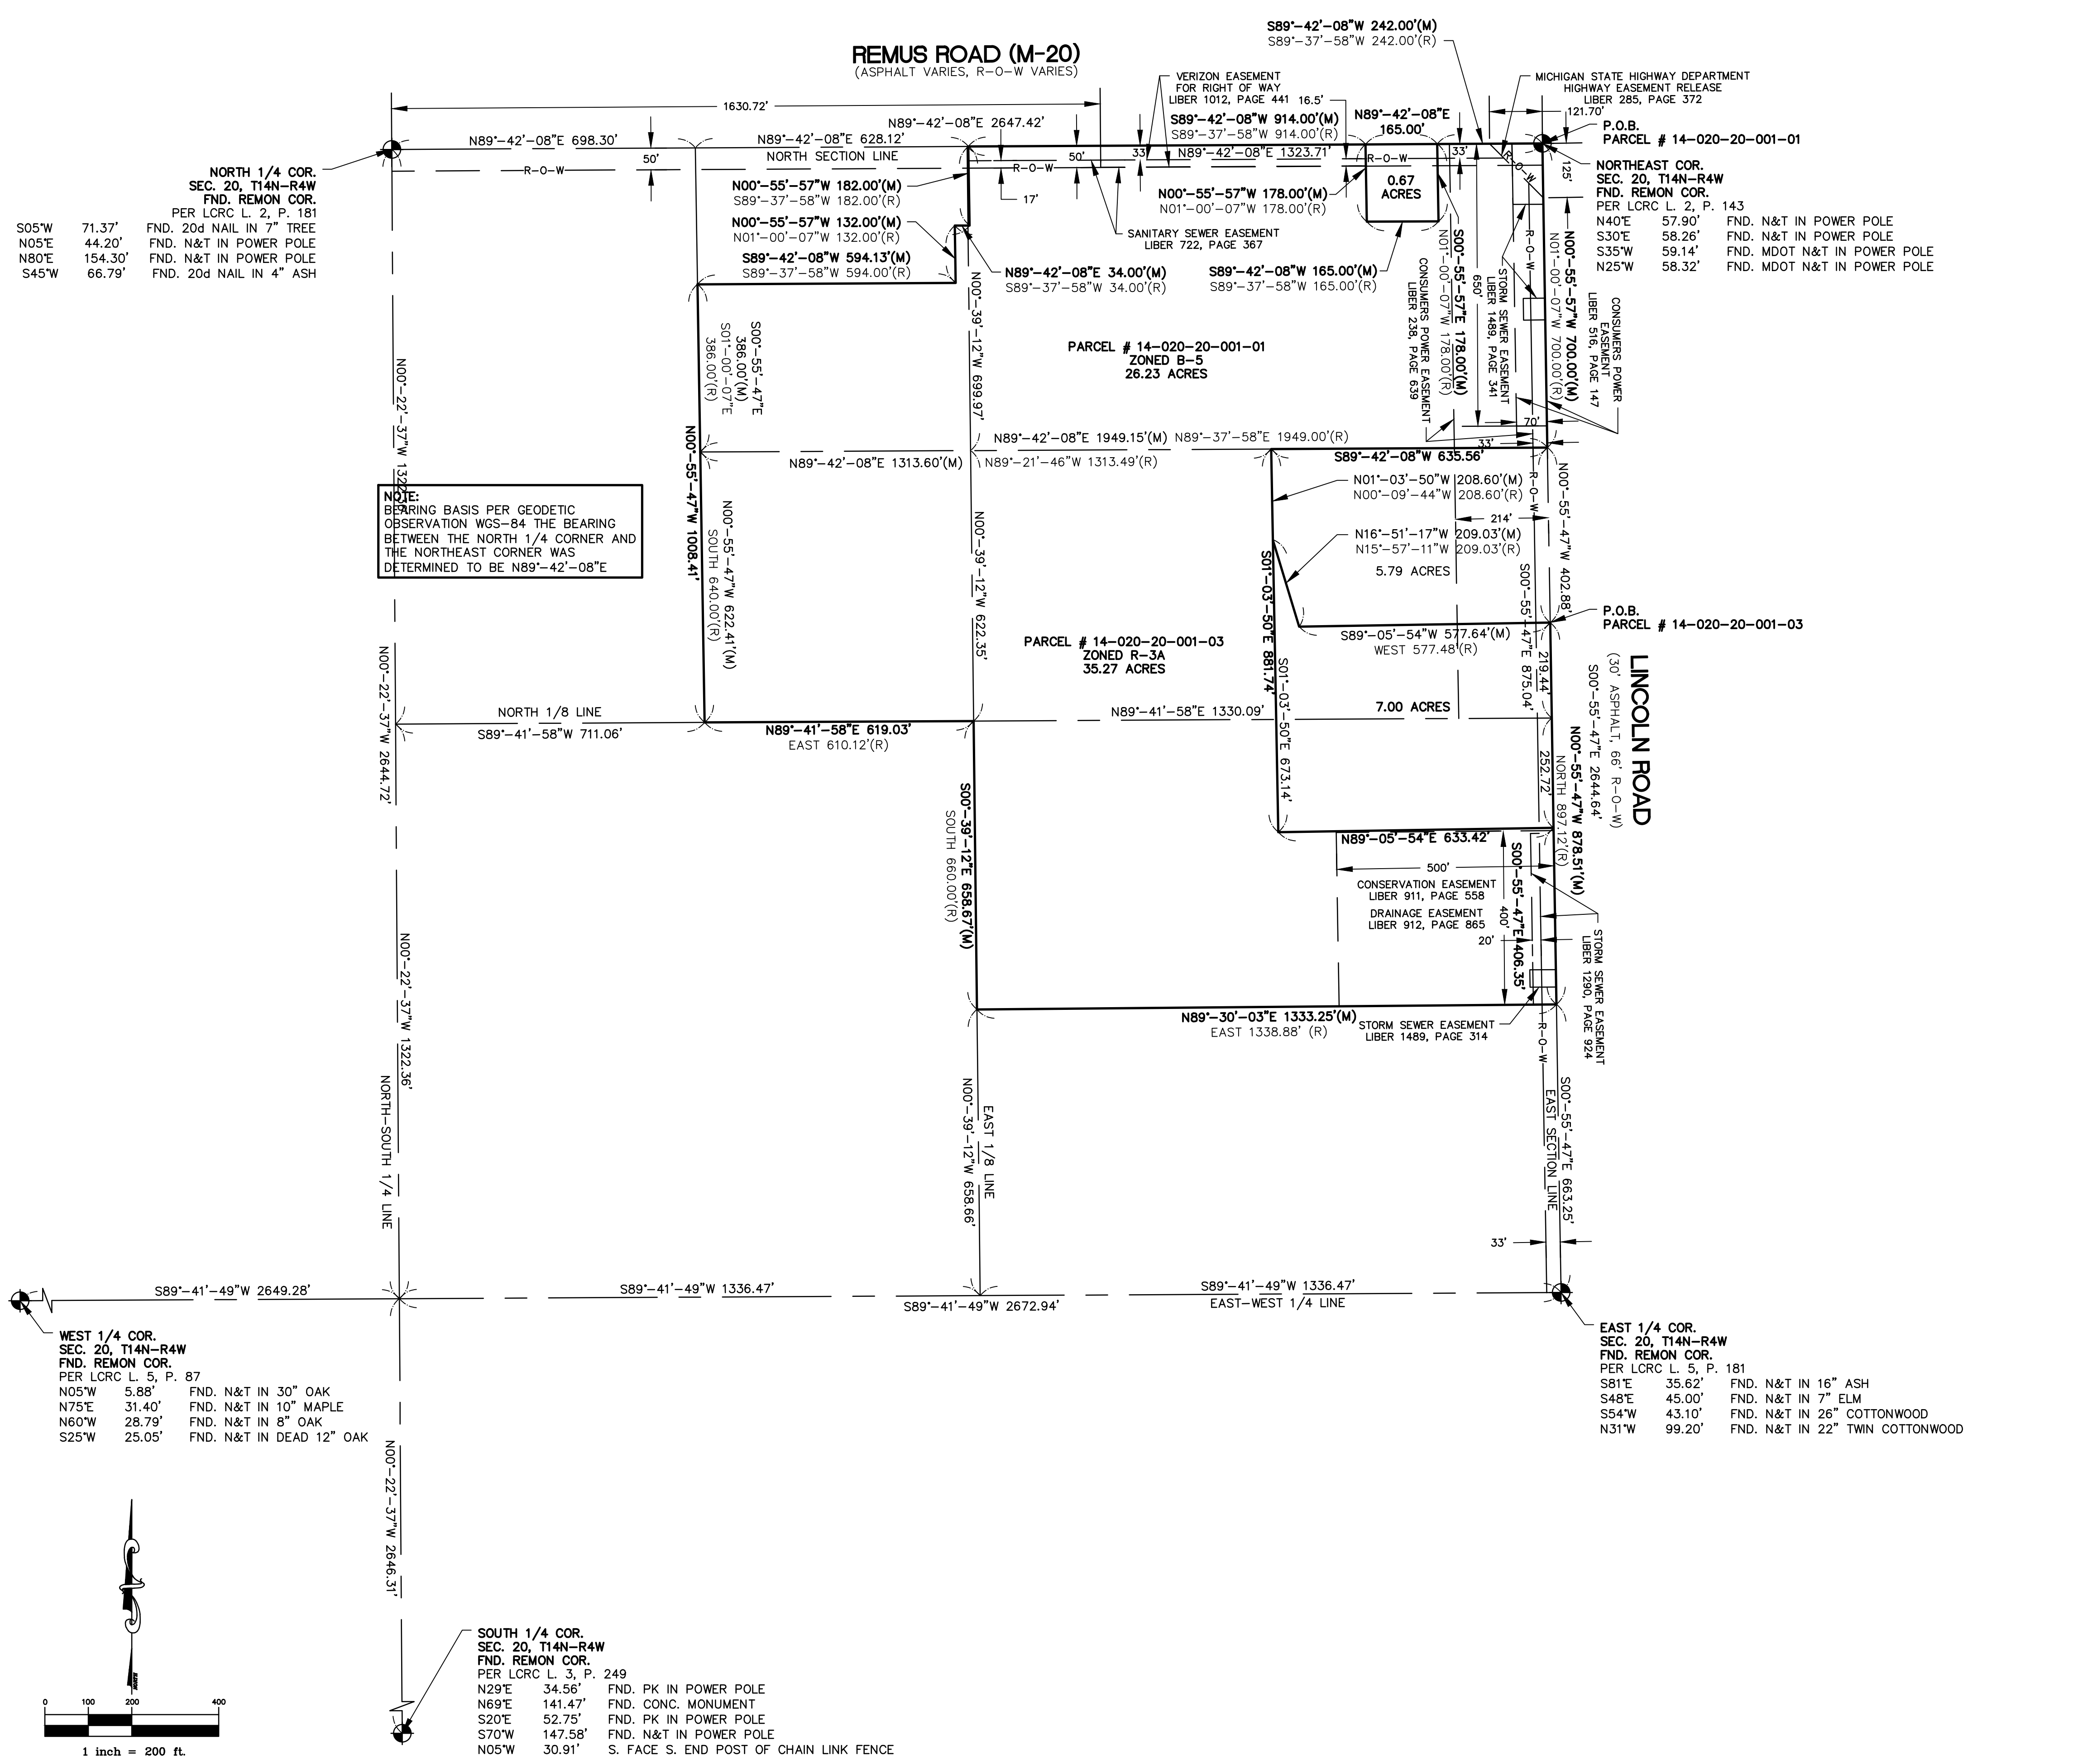 REMUS ROAD (M-20)
(ASPHALT VARIES, R-O-W VARIES)
S89°-42'-08"W 242.00'(M)
S89°-37'-58"W 242.00'(R)
VERIZON EASEMENT
FOR RIGHT OF WAY
LIBER 1012, PAGE 441
16.5'
MICHIGAN STATE HIGHWAY DEPARTMENT
HIGHWAY EASEMENT RELEASE
LIBER 285, PAGE 372
121.70'
1630.72'
N89°-42'-08"E 2647.42'
N89°-42'-08"E 698.30'
N89°-42'-08"E 628.12'
NORTH SECTION LINE
50'
R-O-W
R-O-W
S89°-42'-08"W 914.00'(M)
S89°-37'-58"W 914.00'(R)
N89°-42'-08"E 1323.71'
N89°-42'-08"E
165.00'
50'
33'
33'
R-O-W
R-O-W
125'
17'
P.O.B.
PARCEL # 14-020-20-001-01
NORTHEAST COR.
SEC. 20, T14N-R4W
FND. REMON COR.
PER LCRC L. 2, P. 143
N40°E 57.90' FND. N&T IN POWER POLE
S30°E 58.26' FND. N&T IN POWER POLE
S35°W 59.14' FND. MDOT N&T IN POWER POLE
N25°W 58.32' FND. MDOT N&T IN POWER POLE
NORTH 1/4 COR.
SEC. 20, T14N-R4W
FND. REMON COR.
PER LCRC L. 2, P. 181
S05°W 71.37' FND. 20d NAIL IN 7" TREE
N05°E 44.20' FND. N&T IN POWER POLE
N80°E 154.30' FND. N&T IN POWER POLE
S45°W 66.79' FND. 20d NAIL IN 4" ASH
N00°-55'-57"W 182.00'(M)
S89°-37'-58"W 182.00'(R)
N00°-55'-57"W 132.00'(M)
N01°-00'-07"W 132.00'(R)
S89°-42'-08"W 594.13'(M)
S89°-37'-58"W 594.00'(R)
SANITARY SEWER EASEMENT
LIBER 722, PAGE 367
N89°-42'-08"E 34.00'(M)
S89°-37'-58"W 34.00'(R)
N00°-55'-57"W 178.00'(M)
N01°-00'-07"W 178.00'(R)
0.67
ACRES
S89°-42'-08"W 165.00'(M)
S89°-37'-58"W 165.00'(R)
S00°-55'-57"E 178.00'(M)
N01°-00'-07"W 178.00'(R)
CONSUMERS POWER EASEMENT
LIBER 238, PAGE 639
650'
STORM SEWER EASEMENT
LIBER 1489, PAGE 341
R-O-W
N00°-55'-57"W 700.00'(M)
N01°-00'-07"W 700.00'(R)
CONSUMERS POWER
EASEMENT
LIBER 516, PAGE 147
70'
33'
S00°-55'-47"E
386.00'(M)
S01°-00'-07"E
386.00'(R)
N00°-39'-12"W 699.97'
PARCEL # 14-020-20-001-01
ZONED B-5
26.23 ACRES
N89°-42'-08"E 1949.15'(M) N89°-37'-58"E 1949.00'(R)
N89°-42'-08"E 1313.60'(M) N89°-21'-46"W 1313.49'(R)
S89°-42'-08"W 635.56'
N01°-03'-50"W 208.60'(M)
N00°-09'-44"W 208.60'(R)
214'
N16°-51'-17"W 209.03'(M)
N15°-57'-11"W 209.03'(R)
5.79 ACRES
R-O-W
N00°-55'-47"W 402.88'
N00°-22'-37"W 1322.36'
NOTE:
BEARING BASIS PER GEODETIC
OBSERVATION WGS-84 THE BEARING
BETWEEN THE NORTH 1/4 CORNER AND
THE NORTHEAST CORNER WAS
DETERMINED TO BE N89°-42'-08"E
N00°-55'-47"W 1008.41'
N00°-55'-47"W 622.41'(M)
SOUTH 640.00'(R)
N00°-39'-12"W 622.35'
PARCEL # 14-020-20-001-03
ZONED R-3A
35.27 ACRES
S01°-03'-50"E 881.74'
S01°-03'-50"E 673.14'
S89°-05'-54"W 577.64'(M)
WEST 577.48'(R)
P.O.B.
PARCEL # 14-020-20-001-03
S00°-55'-47"E 875.04'
219.44'
252.72'
LINCOLN ROAD
(30' ASPHALT, 66' R-O-W)
S00°-55'-47"E 2644.64'
N00°-55'-47"W 878.51'(M)
NORTH 897.12'(R)
N00°-22'-37"W 2644.72'
NORTH 1/8 LINE
S89°-41'-58"W 711.06'
N89°-41'-58"E 619.03'
EAST 610.12'(R)
N89°-41'-58"E 1330.09'
7.00 ACRES
S00°-39'-12"E 658.67'(M)
SOUTH 660.00'(R)
N89°-05'-54"E 633.42'
500'
CONSERVATION EASEMENT
LIBER 911, PAGE 558
DRAINAGE EASEMENT
LIBER 912, PAGE 865
400'
20'
S00°-55'-47"E 406.35'
STORM SEWER EASEMENT
LIBER 1290, PAGE 924
N89°-30'-03"E 1333.25'(M)
EAST 1338.88' (R)
STORM SEWER EASEMENT
LIBER 1489, PAGE 314
R-O-W
N00°-22'-37"W 1322.36'
NORTH-SOUTH 1/4 LINE
N00°-39'-12"W 658.66'
EAST 1/8 LINE
EAST SECTION LINE
S00°-55'-47"E 663.25'
33'
S89°-41'-49"W 2649.28'
S89°-41'-49"W 1336.47'
S89°-41'-49"W 2672.94'
S89°-41'-49"W 1336.47'
EAST-WEST 1/4 LINE
WEST 1/4 COR.
SEC. 20, T14N-R4W
FND. REMON COR.
PER LCRC L. 5, P. 87
N05°W 5.88' FND. N&T IN 30" OAK
N75°E 31.40' FND. N&T IN 10" MAPLE
N60°W 28.79' FND. N&T IN 8" OAK
S25°W 25.05' FND. N&T IN DEAD 12" OAK
EAST 1/4 COR.
SEC. 20, T14N-R4W
FND. REMON COR.
PER LCRC L. 5, P. 181
S81°E 35.62' FND. N&T IN 16" ASH
S48°E 45.00' FND. N&T IN 7" ELM
S54°W 43.10' FND. N&T IN 26" COTTONWOOD
N31°W 99.20' FND. N&T IN 22" TWIN COTTONWOOD
N00°-22'-37"W 2646.31'
SOUTH 1/4 COR.
SEC. 20, T14N-R4W
FND. REMON COR.
PER LCRC L. 3, P. 249
N29°E 34.56' FND. PK IN POWER POLE
N69°E 141.47' FND. CONC. MONUMENT
S20°E 52.75' FND. PK IN POWER POLE
S70°W 147.58' FND. N&T IN POWER POLE
N05°W 30.91' S. FACE S. END POST OF CHAIN LINK FENCE
0 100 200 400
1 inch = 200 ft.